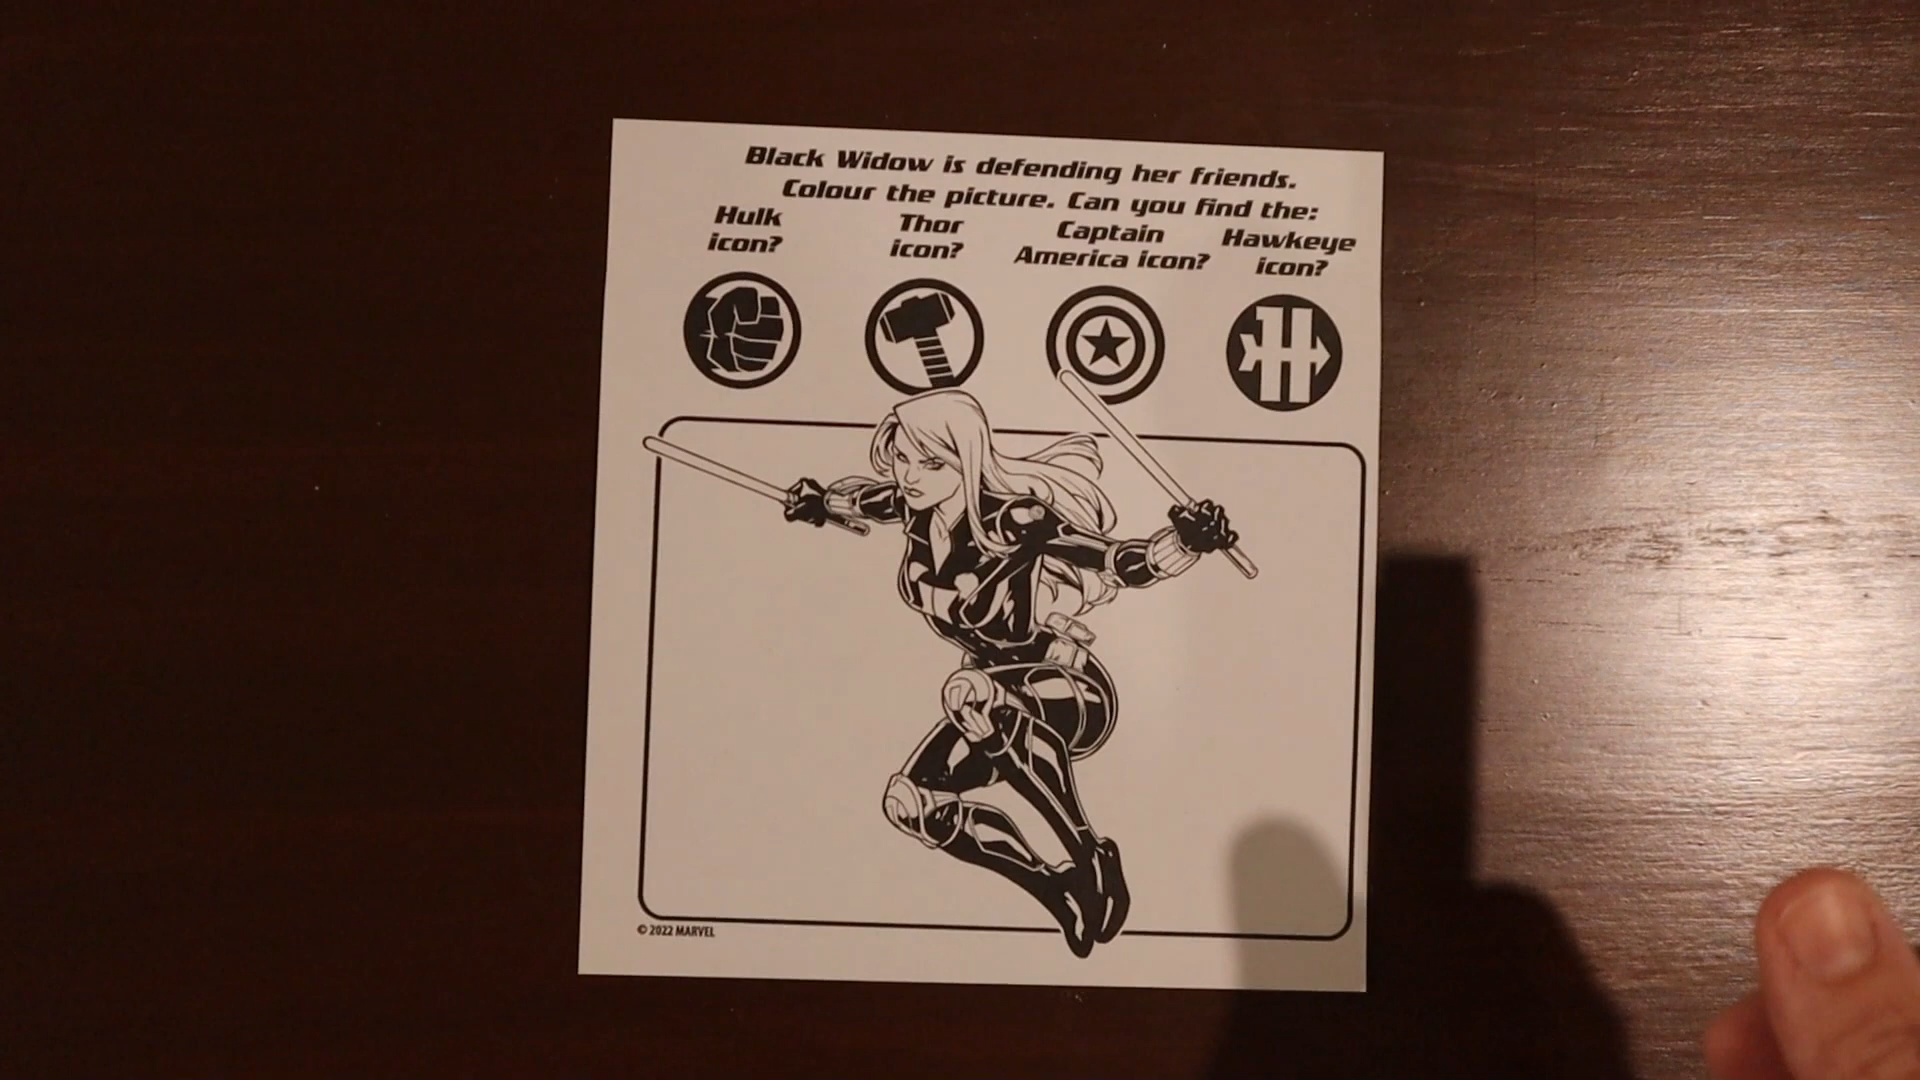 Black Widow is defending her friends.
Colour the picture. Can you find the:
Hulk
icon?
Thor
icon?
Captain
America icon?
Hawkeye
icon?
© 2022 MARVEL